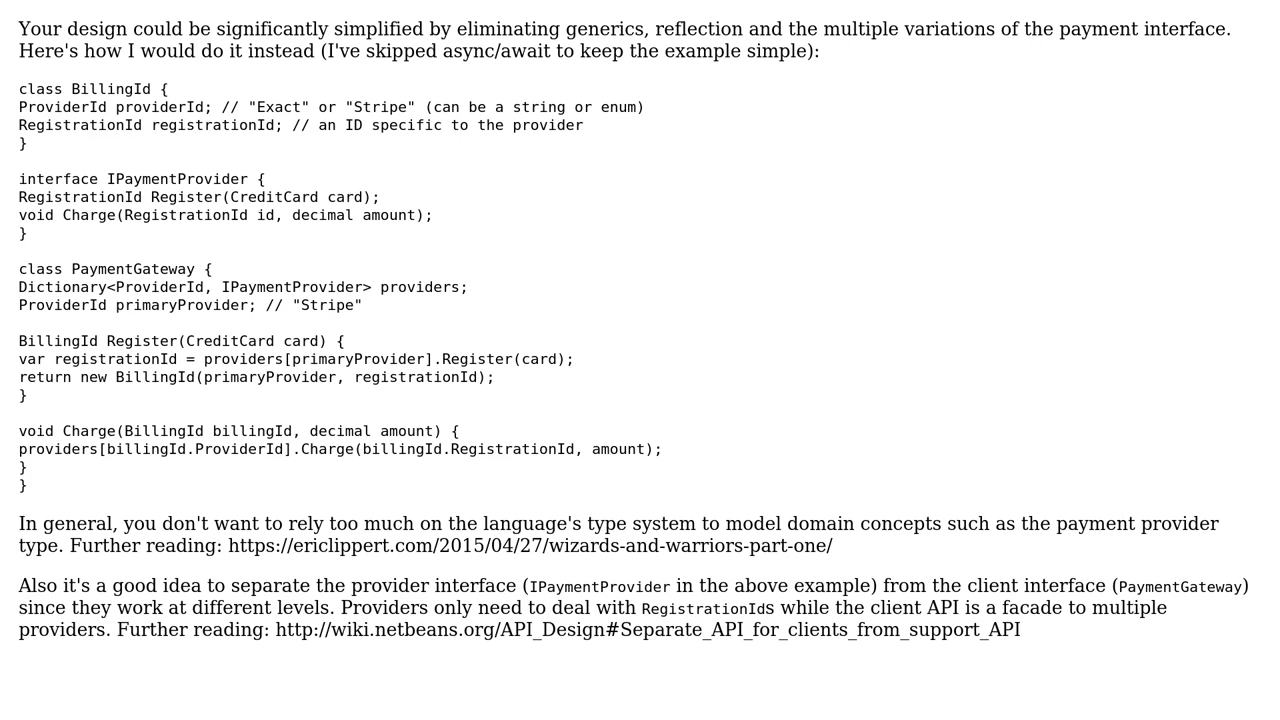 Your design could be significantly simplified by eliminating generics, reflection and the multiple variations of the payment interface.
Here's how I would do it instead (I've skipped async/await to keep the example simple):
class BillingId {
ProviderId providerId; // "Exact" or "Stripe" (can be a string or enum)
RegistrationId registrationId; // an ID specific to the provider
}
interface IPaymentProvider {
RegistrationId Register(CreditCard card);
void Charge(RegistrationId id, decimal amount);
}
class PaymentGateway {
Dictionary<ProviderId, IPaymentProvider> providers;
ProviderId primaryProvider; // "Stripe"
BillingId Register(CreditCard card) {
var registrationId = providers[primaryProvider].Register(card);
return new BillingId(primaryProvider, registrationId);
}
void Charge(BillingId billingId, decimal amount) {
providers[billingId.ProviderId].Charge(billingId.RegistrationId, amount);
}
}
In general, you don't want to rely too much on the language's type system to model domain concepts such as the payment provider
type. Further reading: https://ericlippert.com/2015/04/27/wizards-and-warriors-part-one/
Also it's a good idea to separate the provider interface (IPaymentProvider in the above example) from the client interface (PaymentGateway)
since they work at different levels. Providers only need to deal with RegistrationIds while the client API is a facade to multiple
providers. Further reading: http://wiki.netbeans.org/API_Design#Separate_API_for_clients_from_support_API